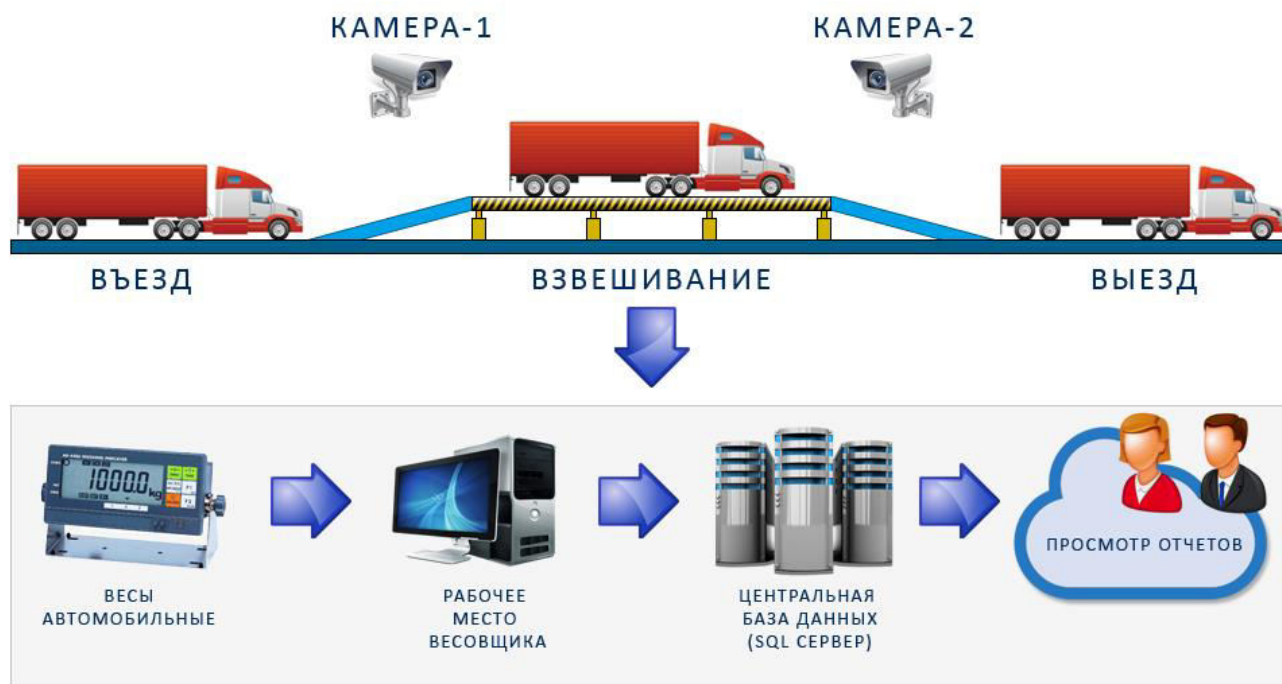 КАМЕРА-1
КАМЕРА-2
ВЪЕЗД
ВЗВЕШИВАНИЕ
ВЫЕЗД
1000.0 kg
ВЕСЫ
АВТОМОБИЛЬНЫЕ
РАБОЧЕЕ
МЕСТО
ВЕСОВЩИКА
ЦЕНТРАЛЬНАЯ
БАЗА ДАННЫХ
(SQL СЕРВЕР)
ПРОСМОТР ОТЧЕТОВ